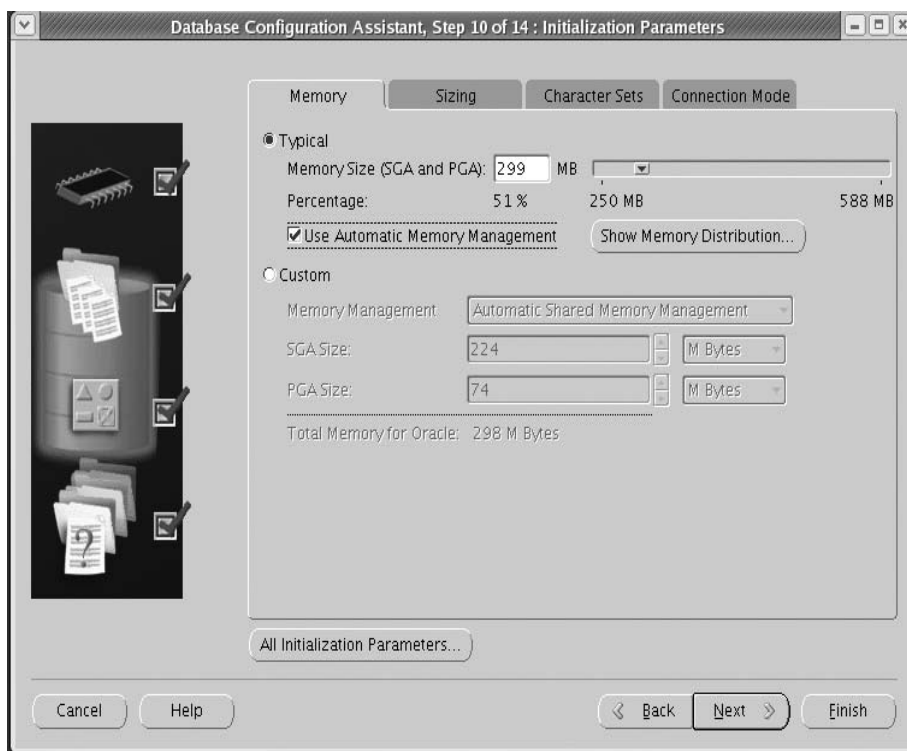 Database Configuration Assistant, Step 10 of 14 : Initialization Parameters
Memory Sizing Character Sets Connection Mode
Typical
Memory Size (SGA and PGA): 299 MB
Percentage: 51 % 250 MB 588 MB
Use Automatic Memory Management Show Memory Distribution...
Custom
Memory Management Automatic Shared Memory Management
SGA Size: 224 M Bytes
PGA Size: 74 M Bytes
Total Memory for Oracle: 298 M Bytes
?
All Initialization Parameters...
Cancel Help Back Next Finish